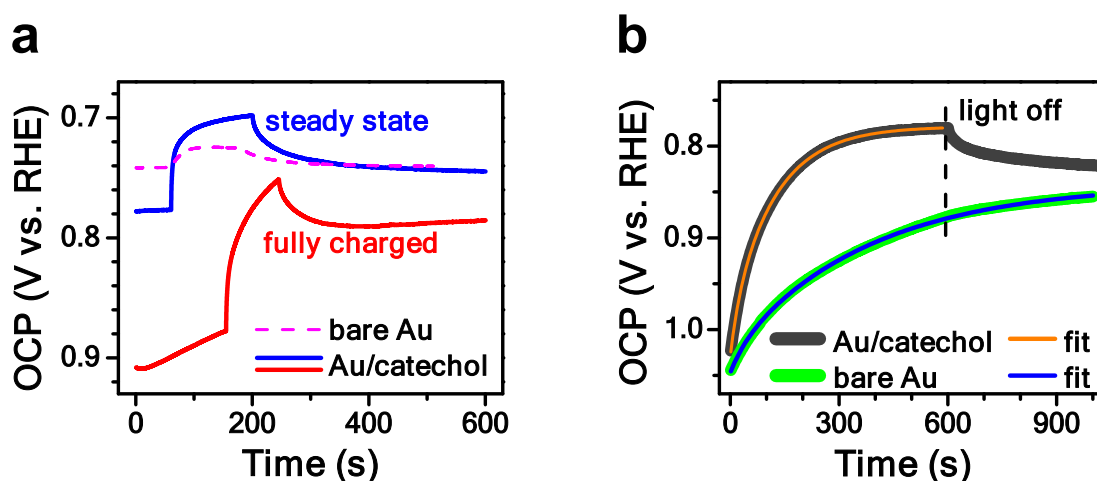 a
OCP (V vs. RHE)
0.7
0.8
0.9
steady state
fully charged
bare Au
Au/catechol
0
200
400
600
Time (s)
b
OCP (V vs. RHE)
0.8
0.9
1.0
light off
Au/catechol
fit
bare Au
fit
0
300
600
900
Time (s)